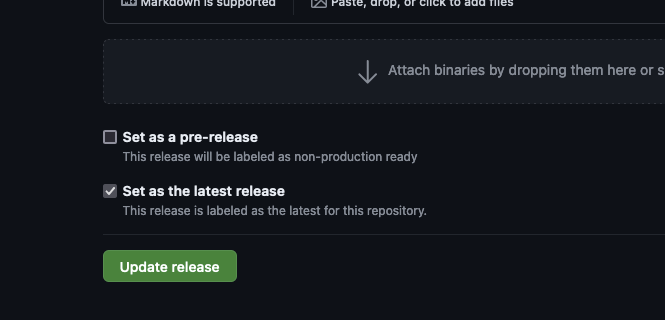 Markdown is supported
Paste, drop, or click to add files
Attach binaries by dropping them here or s
Set as a pre-release
This release will be labeled as non-production ready
Set as the latest release
This release is labeled as the latest for this repository.
Update release